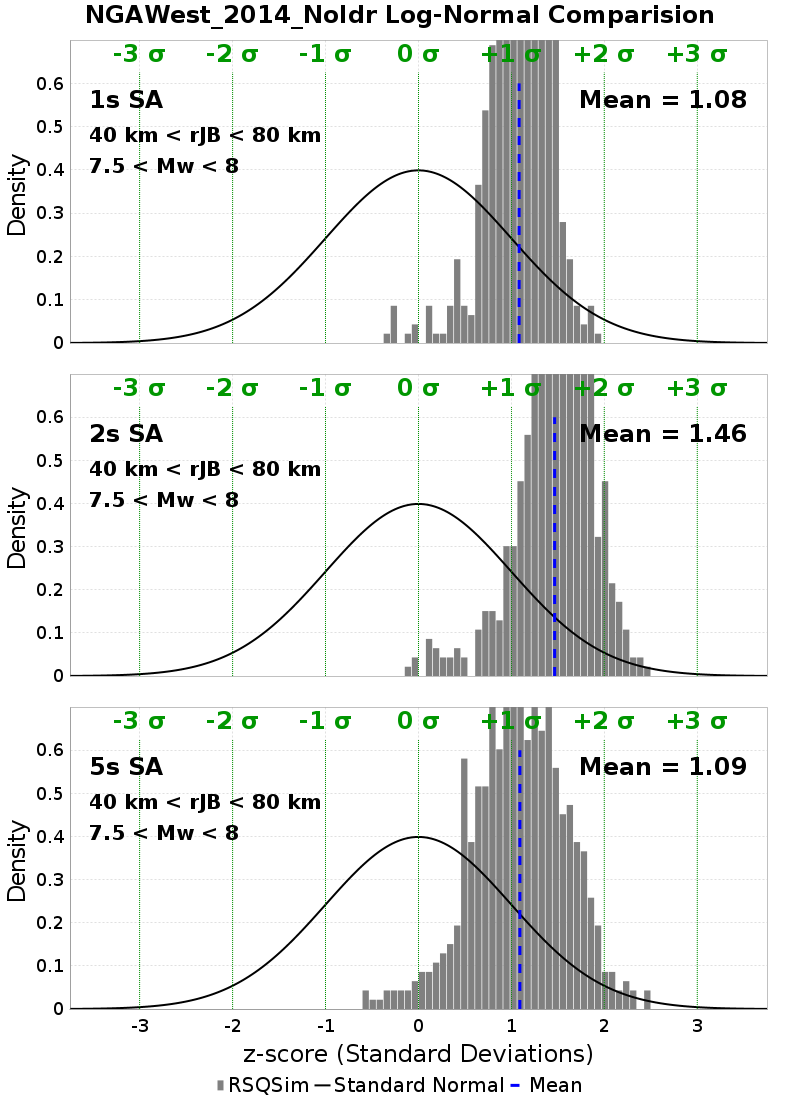 NGAWest_2014_NoIdr Log-Normal Comparision
-3 σ -2 σ -1 σ 0 σ +1 σ +2 σ +3 σ
1s SA Mean = 1.08
40 km < rJB < 80 km
7.5 < Mw < 8
Density
0.6
0.5
0.4
0.3
0.2
0.1
0
-3 σ -2 σ -1 σ 0 σ +1 σ +2 σ +3 σ
2s SA Mean = 1.46
40 km < rJB < 80 km
7.5 < Mw < 8
Density
0.6
0.5
0.4
0.3
0.2
0.1
0
-3 σ -2 σ -1 σ 0 σ +1 σ +2 σ +3 σ
5s SA Mean = 1.09
40 km < rJB < 80 km
7.5 < Mw < 8
Density
0.6
0.5
0.4
0.3
0.2
0.1
0
-3 -2 -1 0 1 2 3
z-score (Standard Deviations)
RSQSim Standard Normal Mean